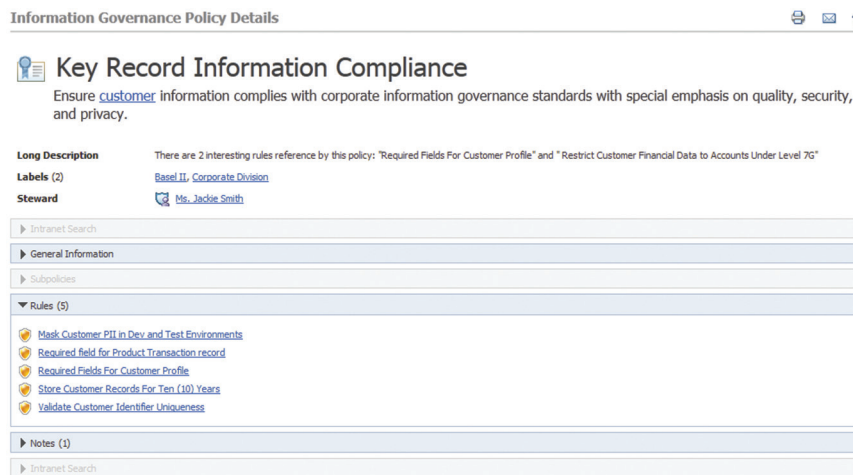 Information Governance Policy Details
Key Record Information Compliance
Ensure customer information complies with corporate information governance standards with special emphasis on quality, security,
and privacy.
Long Description There are 2 interesting rules reference by this policy: "Required Fields For Customer Profile" and " Restrict Customer Financial Data to Accounts Under Level 7G"
Labels (2) Basel II, Corporate Division
Steward Ms. Jackie Smith
Intranet Search
General Information
Subpolicies
Rules (5)
Mask Customer PII in Dev and Test Environments
Required field for Product Transaction record
Required Fields For Customer Profile
Store Customer Records For Ten (10) Years
Validate Customer Identifier Uniqueness
Notes (1)
Intranet Search